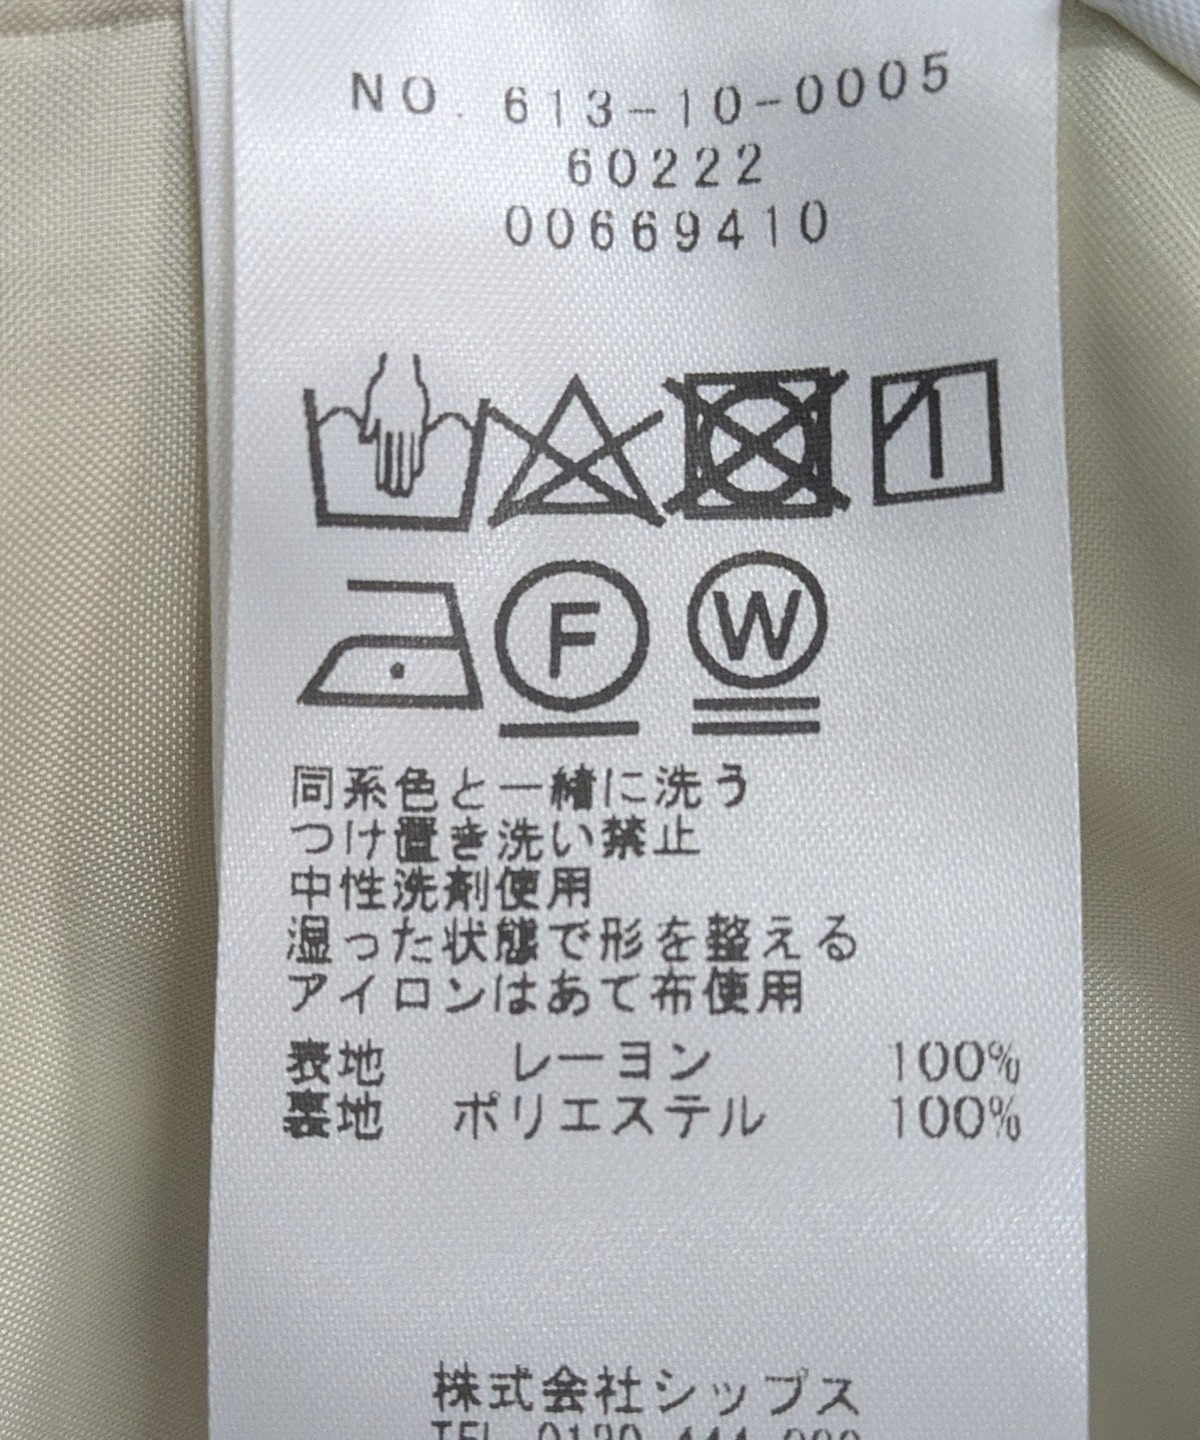 NO. 613-10-0005
60222
00669410
F W
同系色と一緒に洗う
つけ置き洗い禁止
中性洗剤使用
湿った状態で形を整える
アイロンはあて布使用
表地 レーヨン 100%
裏地 ポリエステル 100%
株式会社シップス
TEL 0120-444-